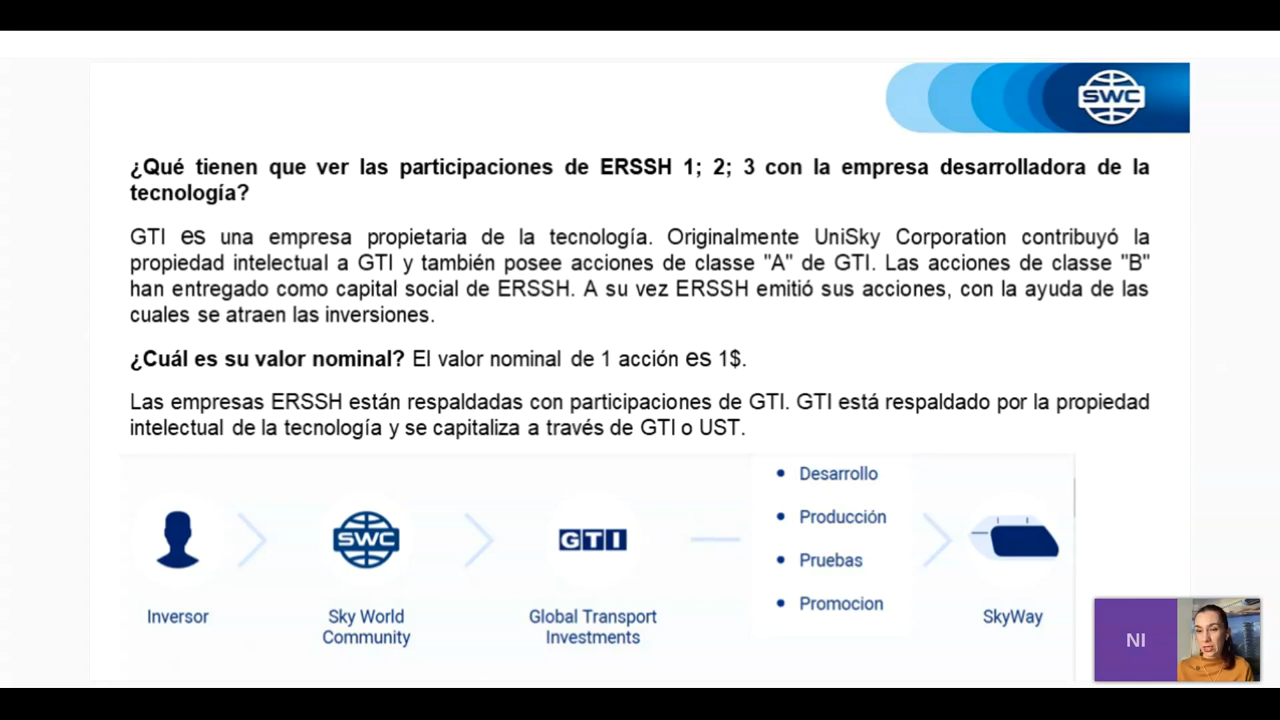 SWC
¿Qué tienen que ver las participaciones de ERSSH 1; 2; 3 con la empresa desarrolladora de la
tecnología?
GTI es una empresa propietaria de la tecnología. Originalmente UniSky Corporation contribuyó la
propiedad intelectual a GTI y también posee acciones de clase "A" de GTI. Las acciones de clase "B"
han entregado como capital social de ERSSH. A su vez ERSSH emitió sus acciones, con la ayuda de las
cuales se atraen las inversiones.
¿Cuál es su valor nominal? El valor nominal de 1 acción es 1$.
Las empresas ERSSH están respaldadas con participaciones de GTI. GTI está respaldado por la propiedad
intelectual de la tecnología y se capitaliza a través de GTI o UST.
Inversor
SWC
Sky World
Community
GTI
Global Transport
Investments
• Desarrollo
• Producción
• Pruebas
• Promocion
SkyWay
NI